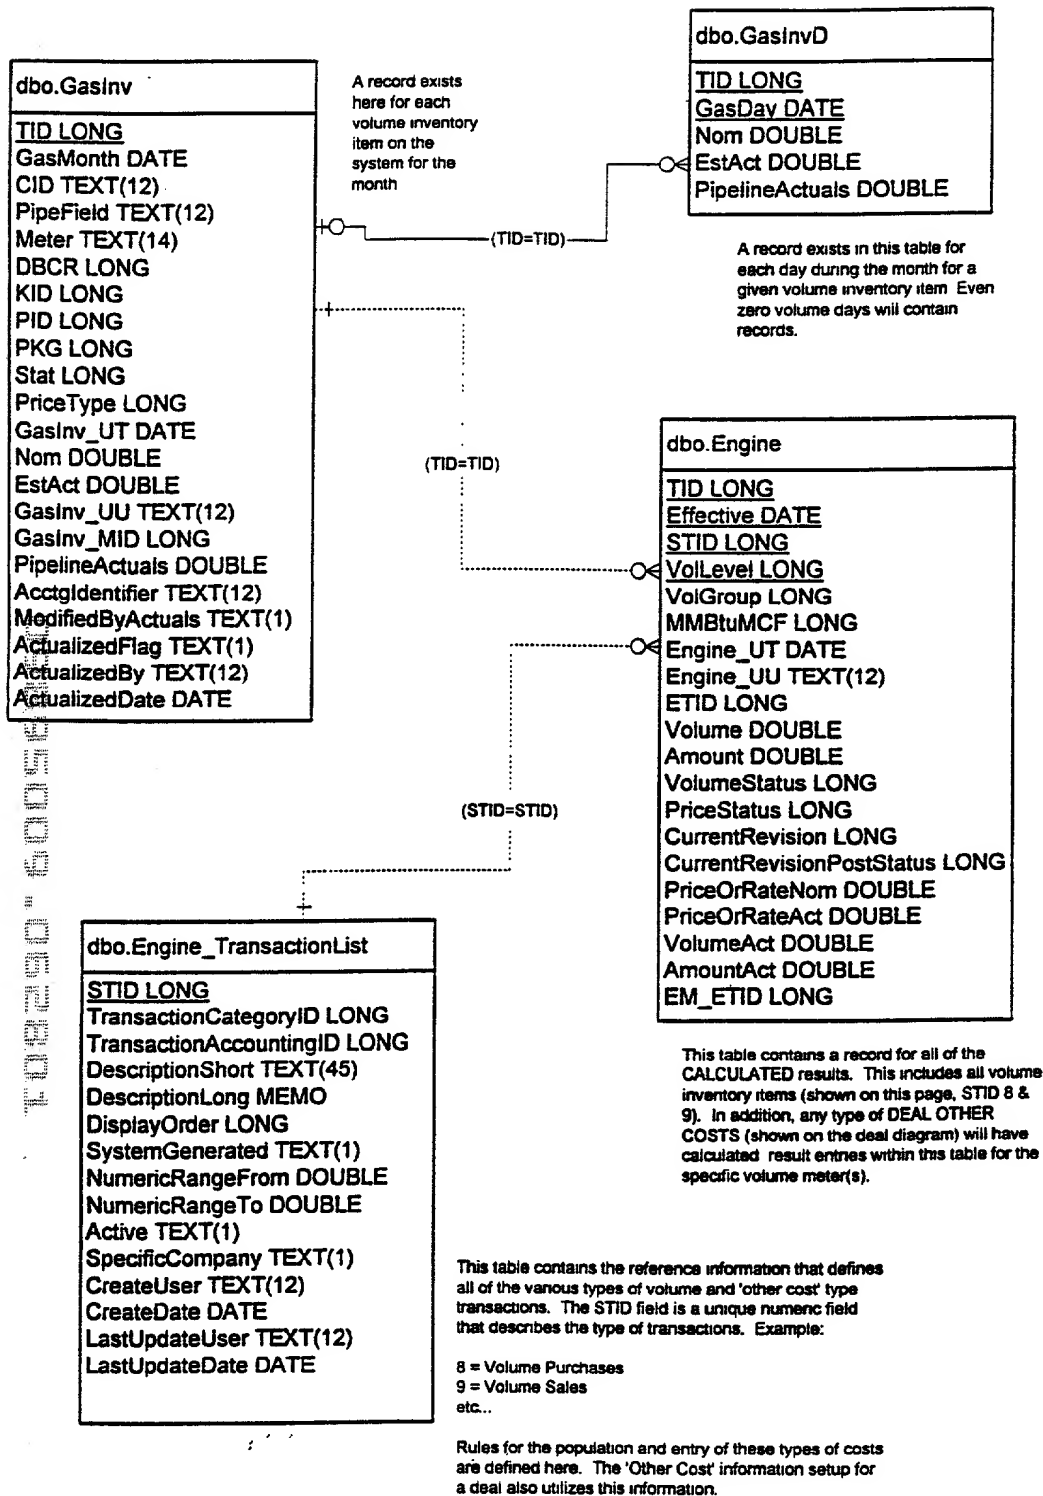 dbo.GasInv
TID LONG
GasMonth DATE
CID TEXT(12)
PipeField TEXT(12)
Meter TEXT(14)
DBCR LONG
KID LONG
PID LONG
PKG LONG
Stat LONG
PriceType LONG
GasInv_UT DATE
Nom DOUBLE
EstAct DOUBLE
GasInv_UU TEXT(12)
GasInv_MID LONG
PipelineActuals DOUBLE
AcctgIdentifier TEXT(12)
ModifiedByActuals TEXT(1)
ActualizedFlag TEXT(1)
ActualizedBy TEXT(12)
ActualizedDate DATE
A record exists
here for each
volume inventory
item on the
system for the
month
dbo.GasInvD
TID LONG
GasDay DATE
Nom DOUBLE
EstAct DOUBLE
PipelineActuals DOUBLE
(TID=TID)
A record exists in this table for
each day during the month for a
given volume inventory item Even
zero volume days will contain
records.
(TID=TID)
dbo.Engine
TID LONG
Effective DATE
STID LONG
VolLevel LONG
VolGroup LONG
MMBtuMCF LONG
Engine_UT DATE
Engine_UU TEXT(12)
ETID LONG
Volume DOUBLE
Amount DOUBLE
VolumeStatus LONG
PriceStatus LONG
CurrentRevision LONG
CurrentRevisionPostStatus LONG
PriceOrRateNom DOUBLE
PriceOrRateAct DOUBLE
VolumeAct DOUBLE
AmountAct DOUBLE
EM_ETID LONG
(STID=STID)
dbo.Engine_TransactionList
STID LONG
TransactionCategoryID LONG
TransactionAccountingID LONG
DescriptionShort TEXT(45)
DescriptionLong MEMO
DisplayOrder LONG
SystemGenerated TEXT(1)
NumericRangeFrom DOUBLE
NumericRangeTo DOUBLE
Active TEXT(1)
SpecificCompany TEXT(1)
CreateUser TEXT(12)
CreateDate DATE
LastUpdateUser TEXT(12)
LastUpdateDate DATE
This table contains a record for all of the
CALCULATED results. This includes all volume
inventory items (shown on this page, STID 8 &
9). In addition, any type of DEAL OTHER
COSTS (shown on the deal diagram) will have
calculated result entries within this table for the
specific volume meter(s).
This table contains the reference information that defines
all of the various types of volume and 'other cost' type
transactions. The STID field is a unique numeric field
that describes the type of transactions. Example:
8 = Volume Purchases
9 = Volume Sales
etc...
Rules for the population and entry of these types of costs
are defined here. The 'Other Cost' information setup for
a deal also utilizes this information.